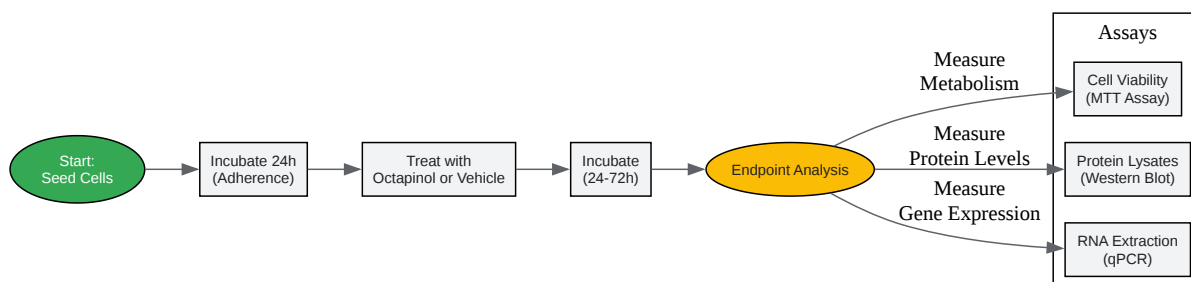 Start:
Seed Cells
Incubate 24h
(Adherence)
Treat with
Octapinol or Vehicle
Incubate
(24-72h)
Endpoint Analysis
Measure
Metabolism
Measure
Protein Levels
Measure
Gene Expression
Assays
Cell Viability
(MTT Assay)
Protein Lysates
(Western Blot)
RNA Extraction
(qPCR)